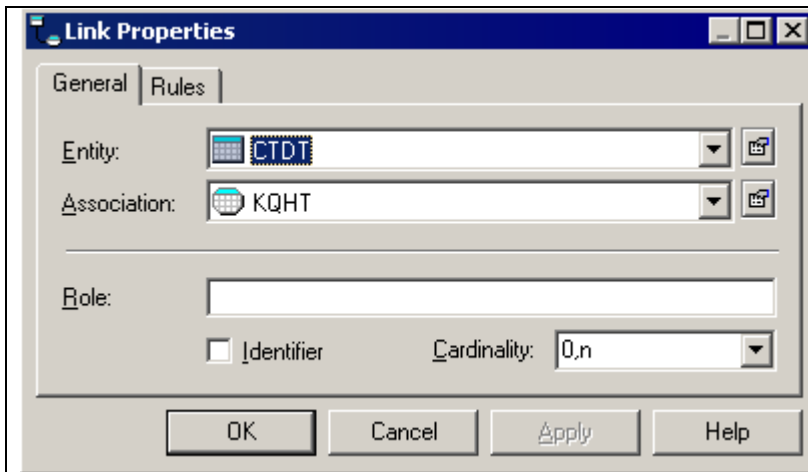 Link Properties
General Rules
Entity: CTDT
Association: KQHT
Role:
Identifier Cardinality: 0,n
OK Cancel Apply Help